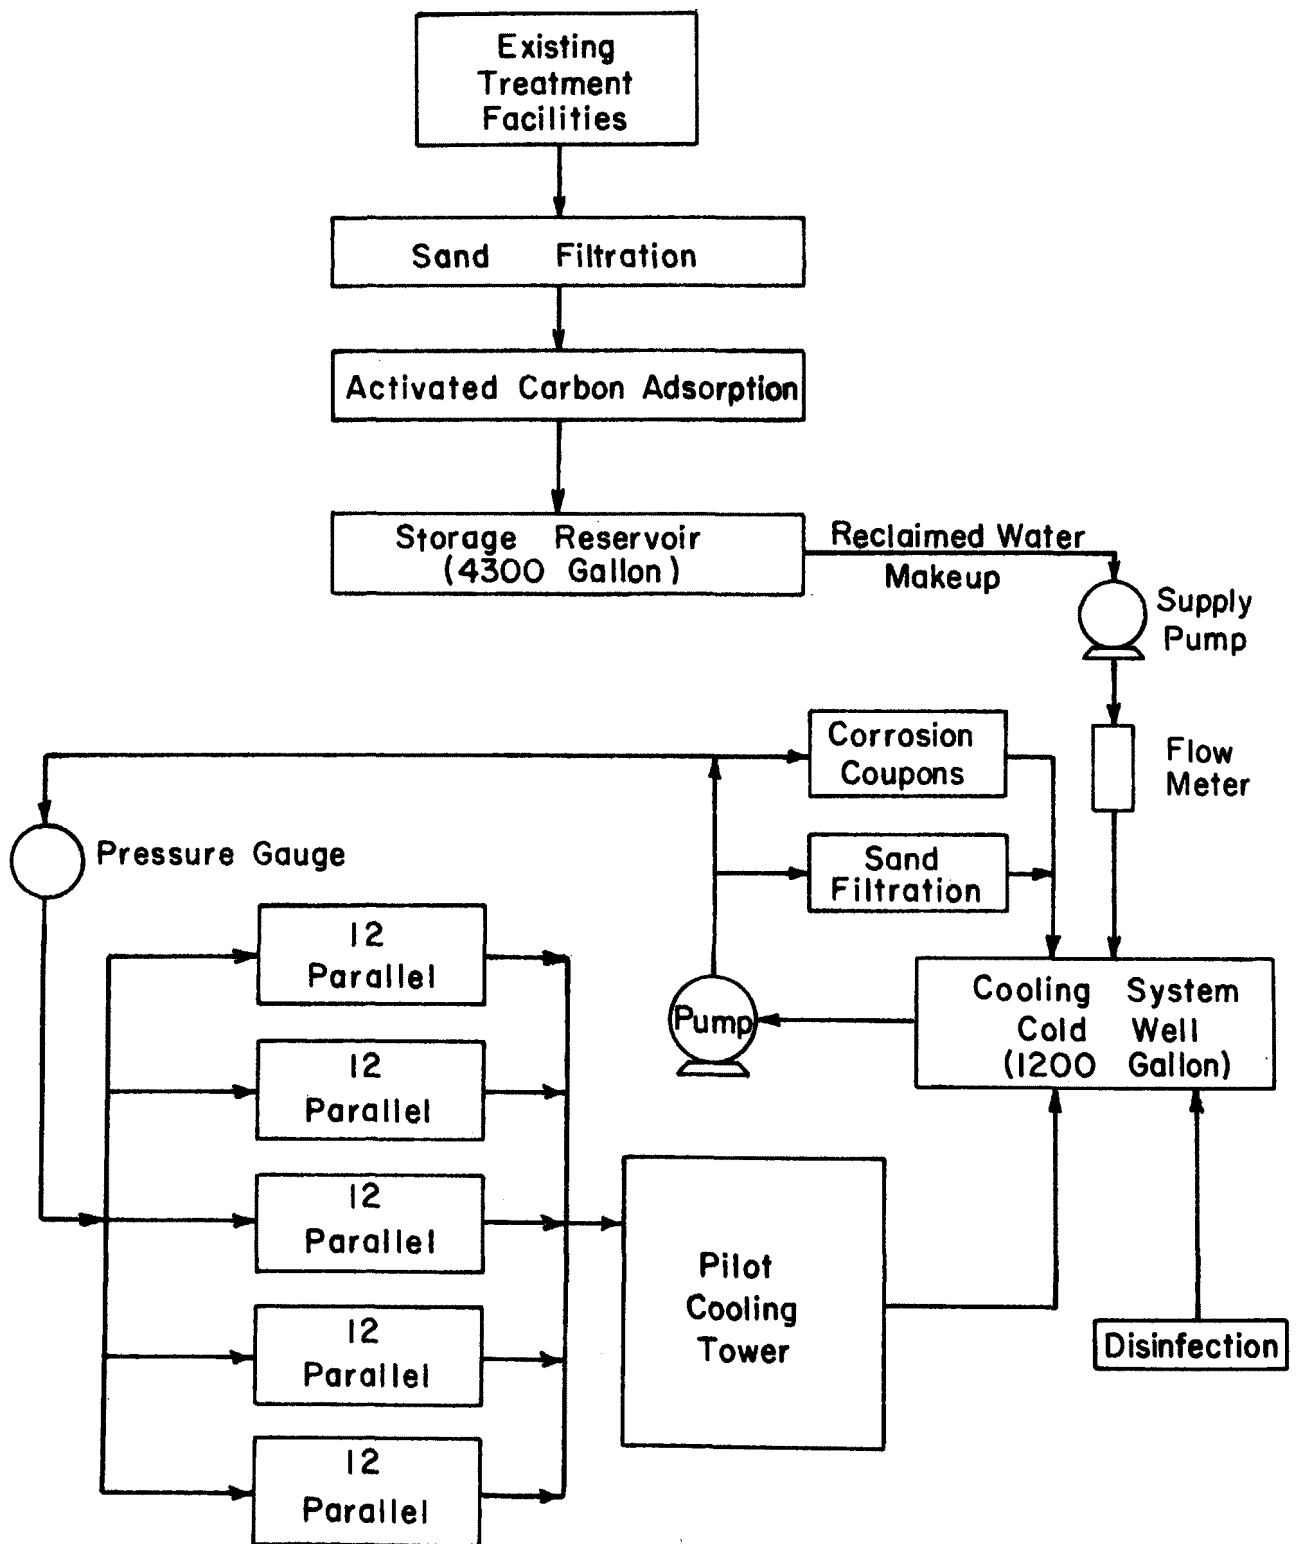 Existing
Treatment
Facilities
Sand Filtration
Activated Carbon Adsorption
Storage Reservoir
(4300 Gallon)
Reclaimed Water
Makeup
Supply
Pump
Corrosion
Coupons
Flow
Meter
Pressure Gauge
Sand
Filtration
12
Parallel
Pump
Cooling System
Cold Well
(1200 Gallon)
12
Parallel
12
Parallel
Pilot
Cooling
Tower
12
Parallel
Disinfection
12
Parallel